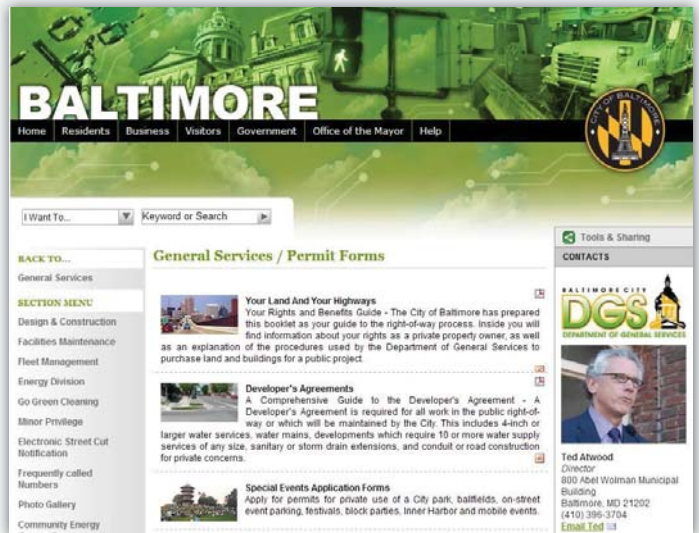 BALTIMORE
Home Residents Business Visitors Government Office of the Mayor Help
CITY OF BALTIMORE
I Want To... Keyword or Search
BACK TO...
General Services
SECTION MENU
Design & Construction
Facilities Maintenance
Fleet Management
Energy Division
Go Green Cleaning
Minor Privilege
Electronic Street Cut
Notification
Frequently called
Numbers
Photo Gallery
Community Energy
General Services / Permit Forms
Your Land And Your Highways
Your Rights and Benefits Guide - The City of Baltimore has prepared
this booklet as your guide to the right-of-way process. Inside you will
find information about your rights as a private property owner, as well
as an explanation of the procedures used by the Department of General Services to
purchase land and buildings for a public project
Developer's Agreements
A Comprehensive Guide to the Developer's Agreement - A
Developer's Agreement is required for all work in the public right-of-
way or which will be maintained by the City. This includes 4-inch or
larger water services, water mains, developments which require 10 or more water supply
services of any size, sanitary or storm drain extensions, and conduit or road construction
for private concerns.
Special Events Application Forms
Apply for permits for private use of a City park, ballfields, on-street
event parking, festivals, block parties, Inner Harbor and mobile events.
Tools & Sharing
CONTACTS
BALTIMORE CITY
DGS
DEPARTMENT OF GENERAL SERVICES
Ted Atwood
Director
800 Abel Wolman Municipal
Building
Baltimore, MD 21202
(410) 396-3704
Email Ted